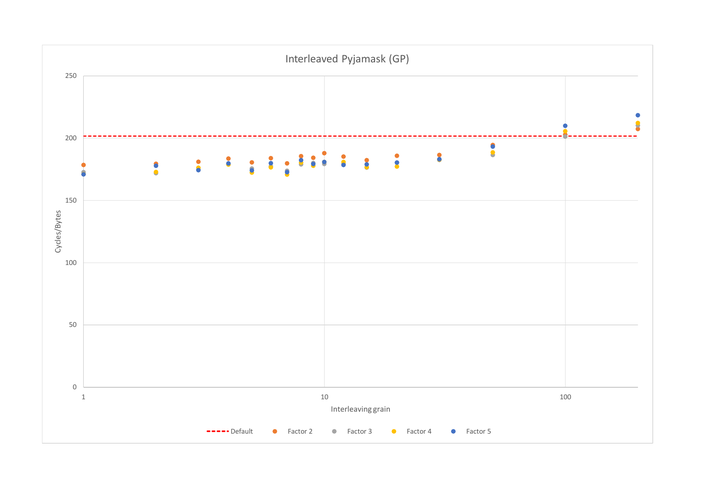 Interleaved Pyjamask (GP)
250
200
150
100
50
0
Cycles/Bytes
1 10 100
Interleaving grain
Default Factor 2 Factor 3 Factor 4 Factor 5